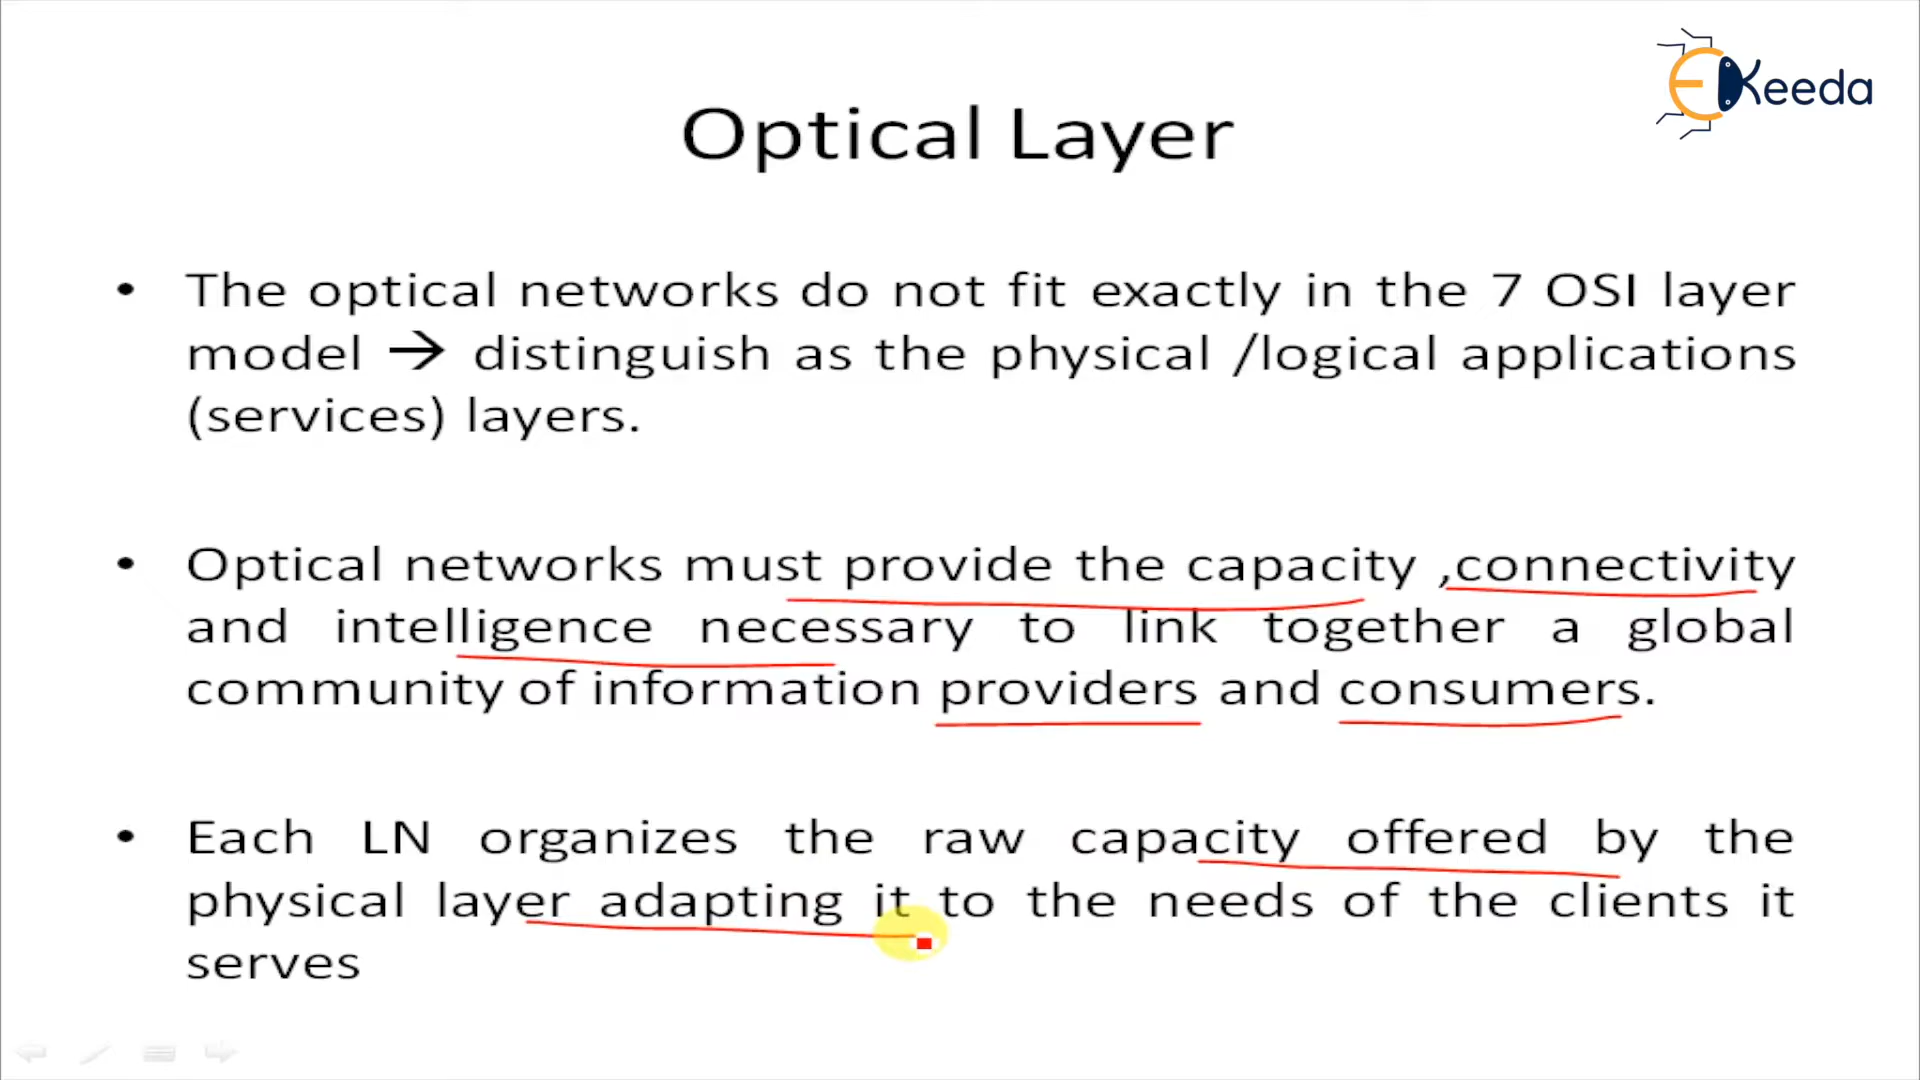 EKeeda
Optical Layer
• The optical networks do not fit exactly in the 7 OSI layer
model → distinguish as the physical /logical applications
(services) layers.
• Optical networks must provide the capacity ,connectivity
and intelligence necessary to link together a global
community of information providers and consumers.
• Each LN organizes the raw capacity offered by the
physical layer adapting it to the needs of the clients it
serves